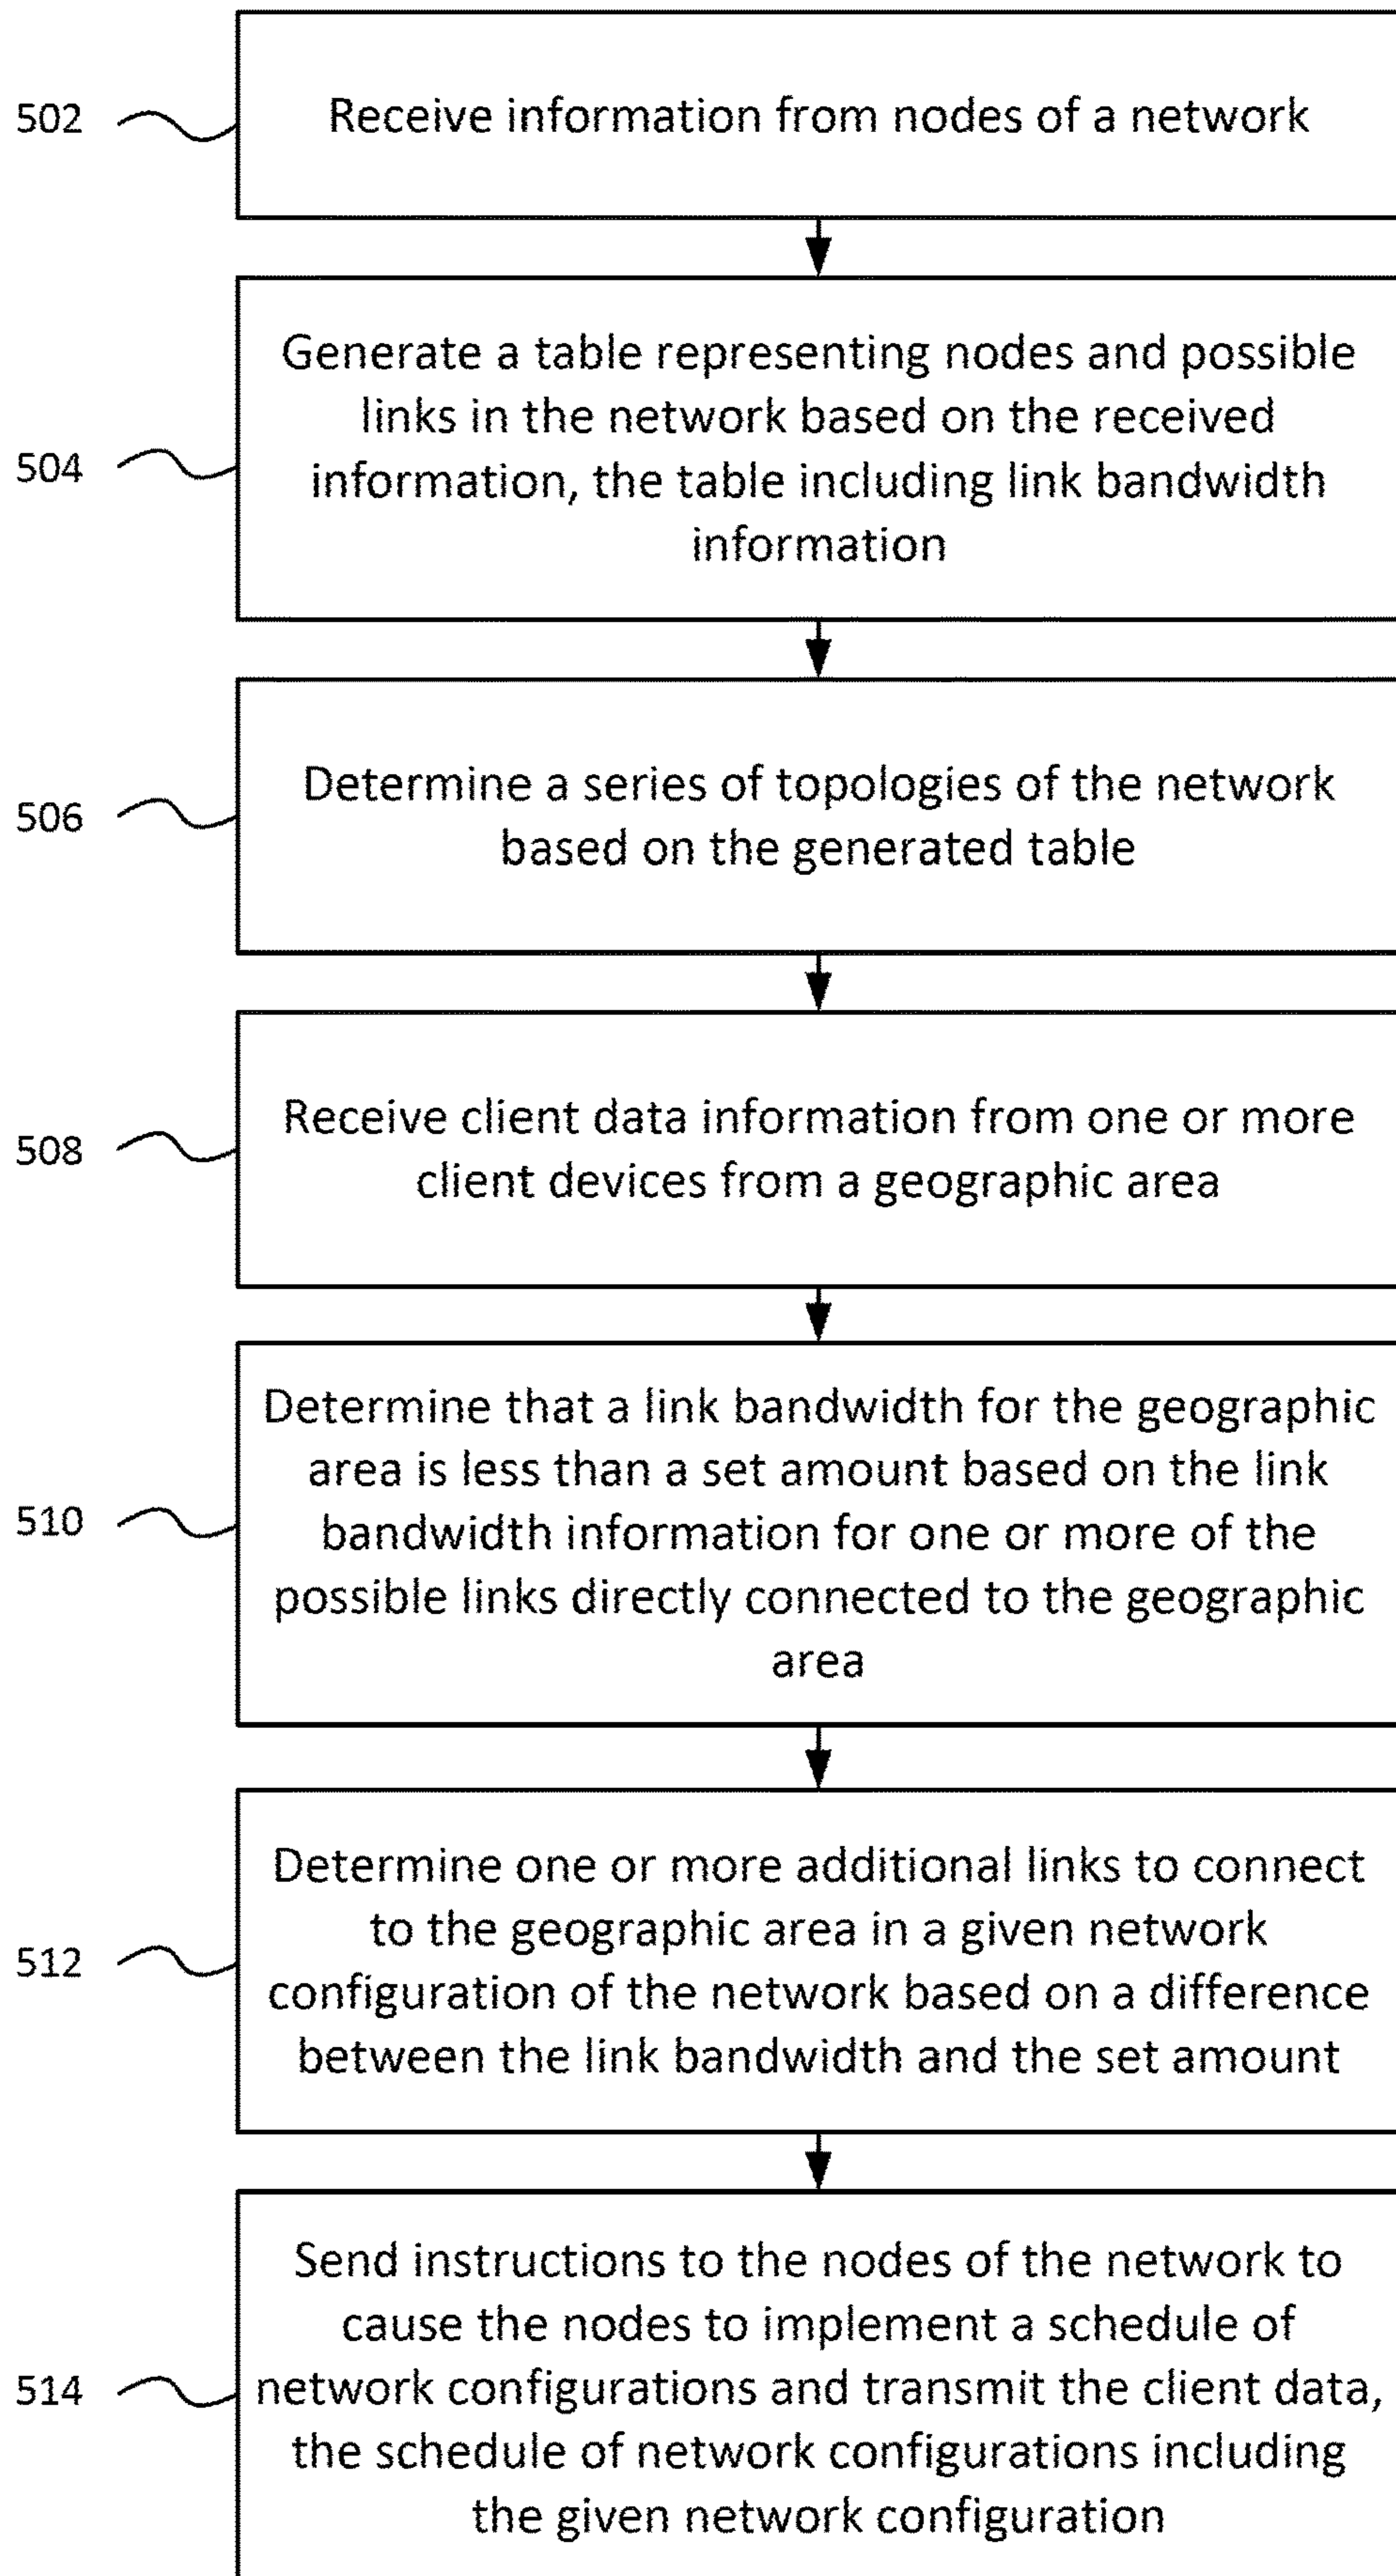 502
Receive information from nodes of a network
504
Generate a table representing nodes and possible
links in the network based on the received
information, the table including link bandwidth
information
506
Determine a series of topologies of the network
based on the generated table
508
Receive client data information from one or more
client devices from a geographic area
510
Determine that a link bandwidth for the geographic
area is less than a set amount based on the link
bandwidth information for one or more of the
possible links directly connected to the geographic
area
512
Determine one or more additional links to connect
to the geographic area in a given network
configuration of the network based on a difference
between the link bandwidth and the set amount
514
Send instructions to the nodes of the network to
cause the nodes to implement a schedule of
network configurations and transmit the client data,
the schedule of network configurations including
the given network configuration